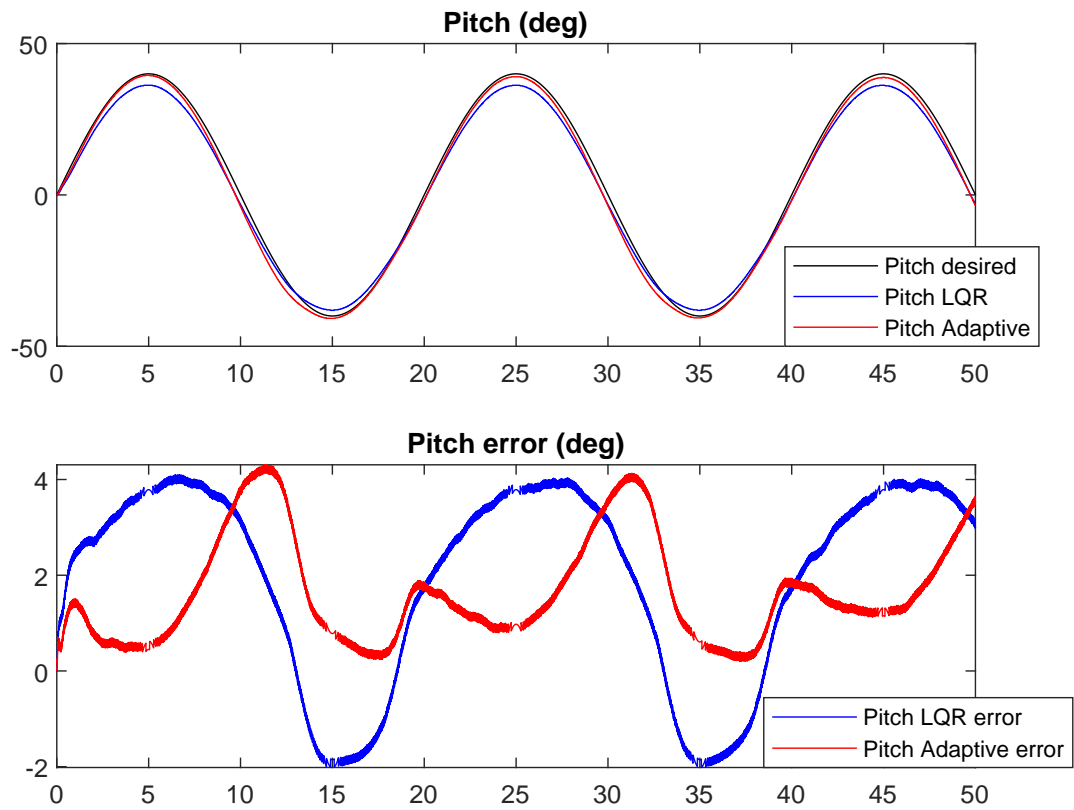 Pitch (deg)
50
0
-50
Pitch desired
Pitch LQR
Pitch Adaptive
0 5 10 15 20 25 30 35 40 45 50
Pitch error (deg)
4
2
0
-2
Pitch LQR error
Pitch Adaptive error
0 5 10 15 20 25 30 35 40 45 50